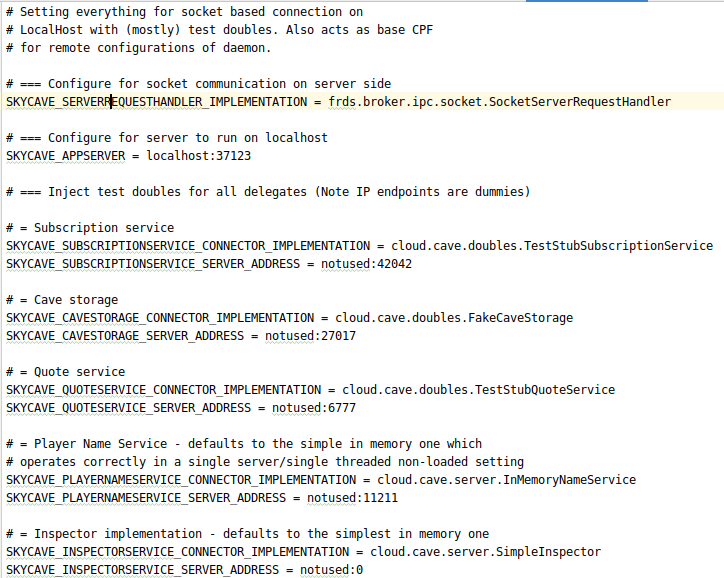 # Setting everything for socket based connection on
# LocalHost with (mostly) test doubles. Also acts as base CPF
# for remote configurations of daemon.
# === Configure for socket communication on server side
SKYCAVE_SERVERREQUESTHANDLER_IMPLEMENTATION = frds.broker.ipc.socket.SocketServerRequestHandler
# === Configure for server to run on localhost
SKYCAVE_APPSERVER = localhost:37123
# === Inject test doubles for all delegates (Note IP endpoints are dummies)
# = Subscription service
SKYCAVE_SUBSCRIPTIONSERVICE_CONNECTOR_IMPLEMENTATION = cloud.cave.doubles.TestStubSubscriptionService
SKYCAVE_SUBSCRIPTIONSERVICE_SERVER_ADDRESS = notused:42042
# = Cave storage
SKYCAVE_CAVESTORAGE_CONNECTOR_IMPLEMENTATION = cloud.cave.doubles.FakeCaveStorage
SKYCAVE_CAVESTORAGE_SERVER_ADDRESS = notused:27017
# = Quote service
SKYCAVE_QUOTESERVICE_CONNECTOR_IMPLEMENTATION = cloud.cave.doubles.TestStubQuoteService
SKYCAVE_QUOTESERVICE_SERVER_ADDRESS = notused:6777
# = Player Name Service - defaults to the simple in memory one which
# operates correctly in a single server/single threaded non-loaded setting
SKYCAVE_PLAYERNAMESERVICE_CONNECTOR_IMPLEMENTATION = cloud.cave.server.InMemoryNameService
SKYCAVE_PLAYERNAMESERVICE_SERVER_ADDRESS = notused:11211
# = Inspector implementation - defaults to the simplest in memory one
SKYCAVE_INSPECTORSERVICE_CONNECTOR_IMPLEMENTATION = cloud.cave.server.SimpleInspector
SKYCAVE_INSPECTORSERVICE_SERVER_ADDRESS = notused:0